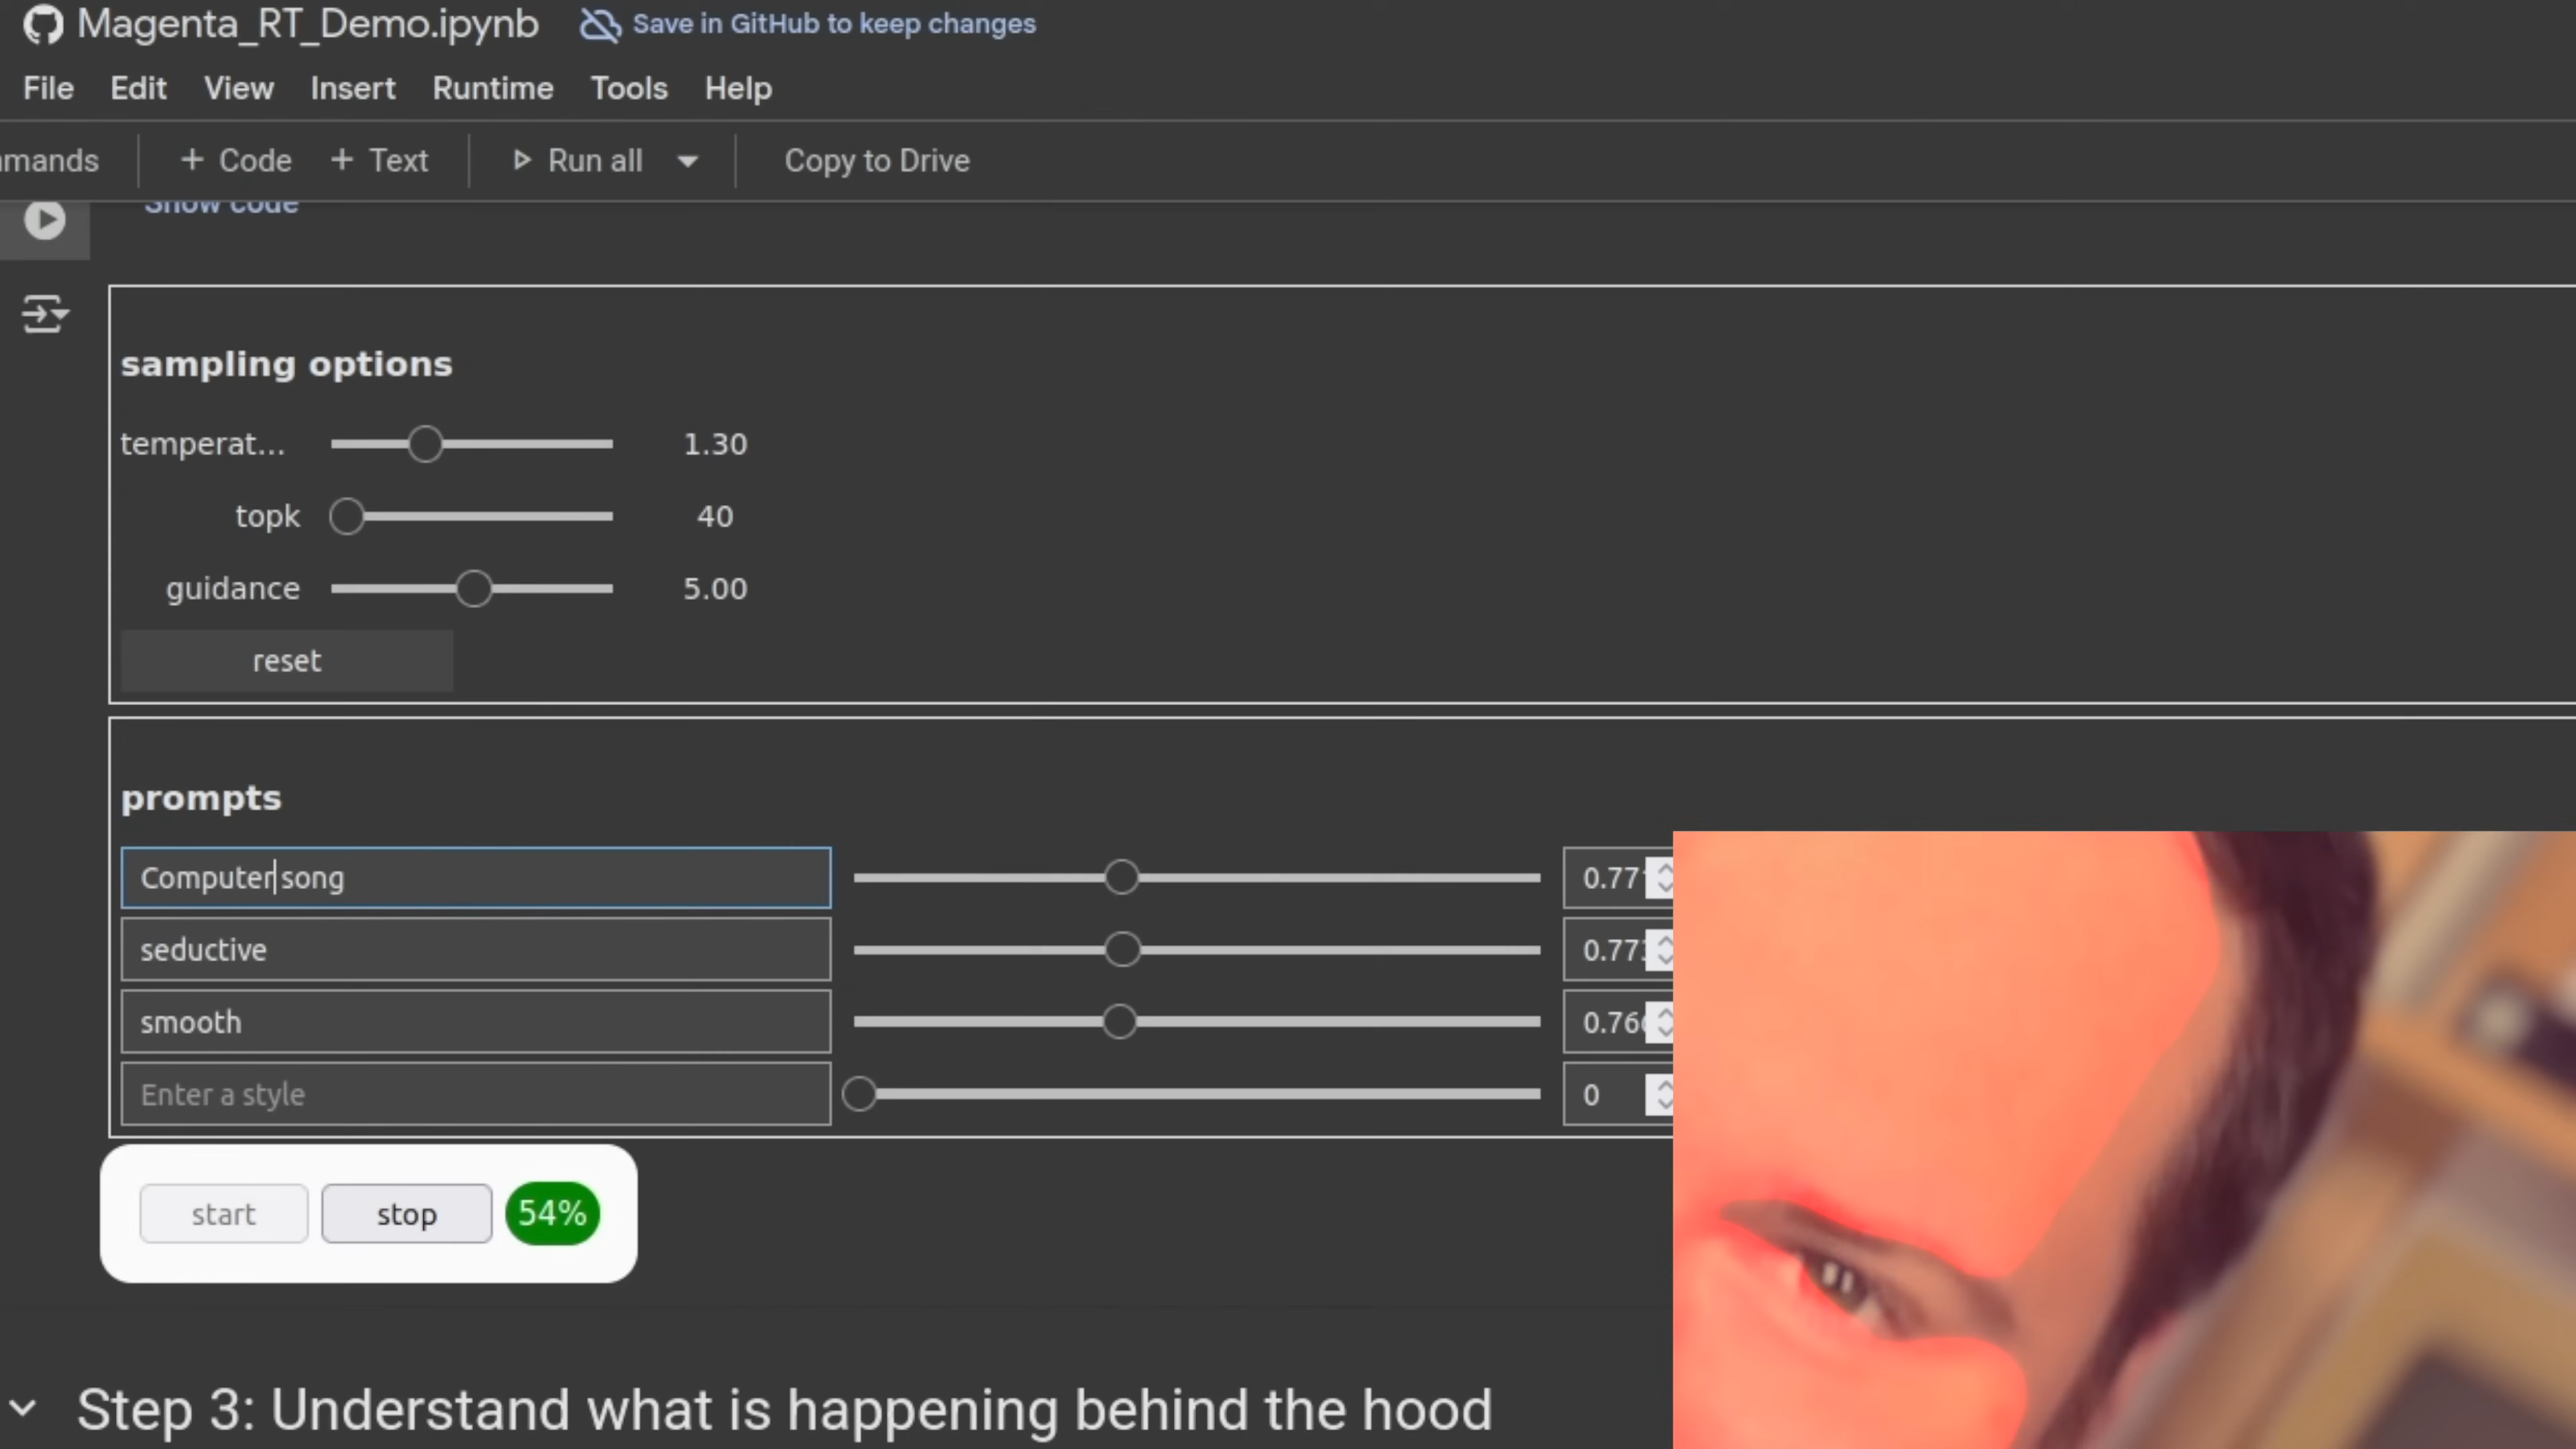 Magenta_RT_Demo.ipynb Save in GitHub to keep changes
File Edit View Insert Runtime Tools Help
+ Code + Text Run all Copy to Drive
Show code
sampling options
temperat... 1.30
topk 40
guidance 5.00
reset
prompts
Computer song
seductive
smooth
Enter a style 0
start stop 54%
Step 3: Understand what is happening behind the hood